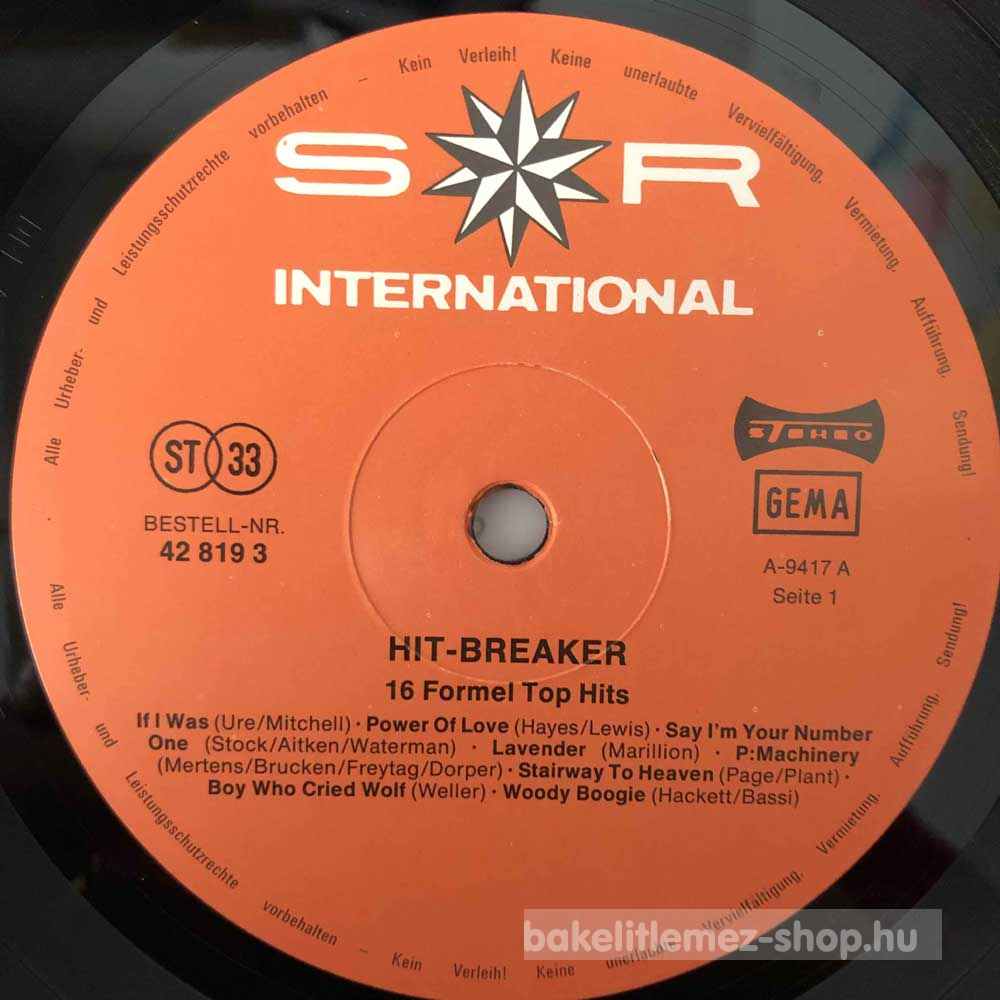 Alle Urheber- und Leistungsschutzrechte vorbehalten – Kein Verleih! Keine unerlaubte Vervielfältigung, Vermietung, Aufführung, Sendung!
S R
INTERNATIONAL
ST 33
STEREO
BESTELL-NR.
42 819 3
GEMA
A-9417 A
Seite 1
HIT-BREAKER
16 Formel Top Hits
If I Was (Ure/Mitchell) · Power Of Love (Hayes/Lewis) · Say I'm Your Number
One (Stock/Aitken/Waterman) · Lavender (Marillion) · P:Machinery
(Mertens/Brucken/Freytag/Dorper) · Stairway To Heaven (Page/Plant) ·
Boy Who Cried Wolf (Weller) · Woody Boogie (Hackett/Bassi)
Alle Urheber- und Leistungsschutzrechte vorbehalten – Kein Verleih! Keine unerlaubte Vervielfältigung, Vermietung, Aufführung, Sendung!
bakelitlemez-shop.hu